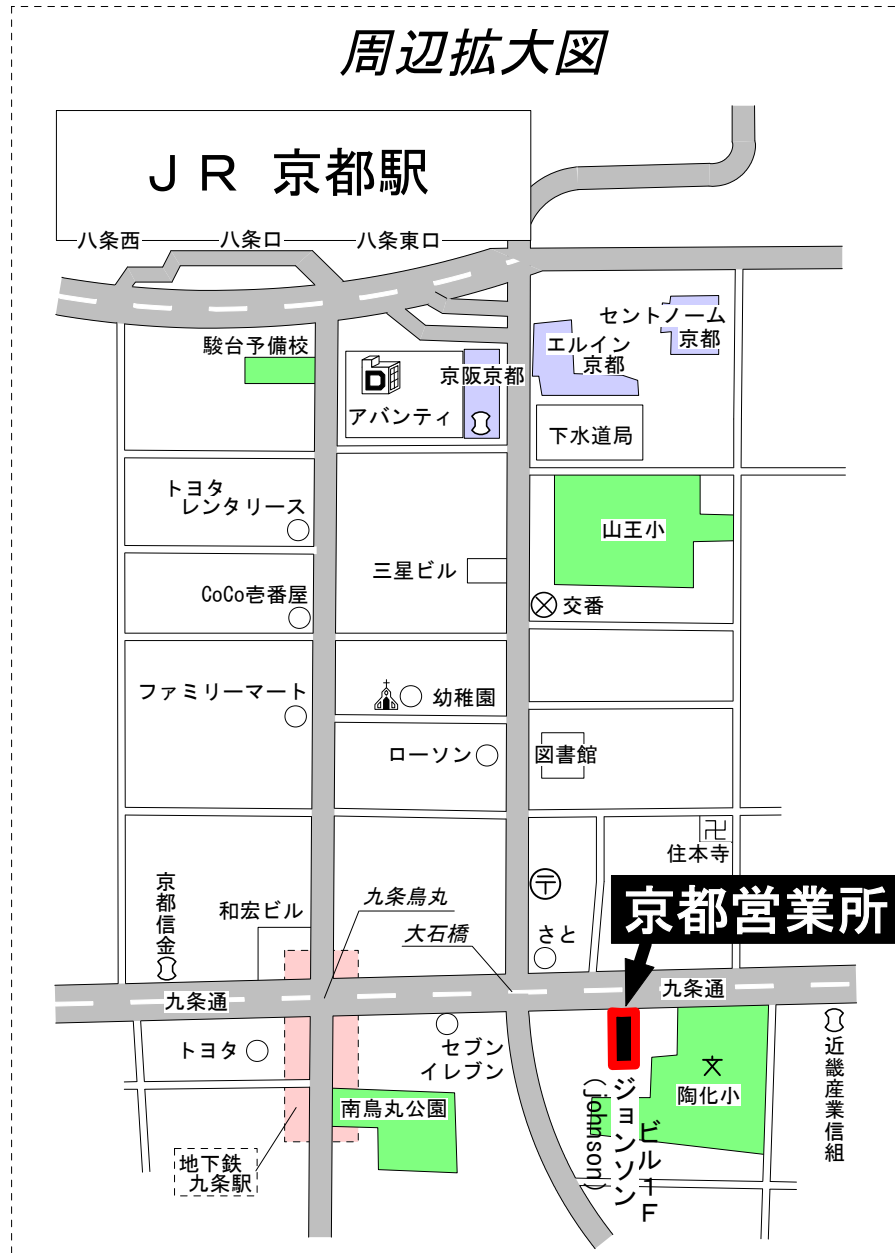 周辺拡大図
ＪＲ 京都駅
八条西
八条口
八条東口
駿台予備校
D
アバンティ
京阪京都
エルイン
京都
セントノーム
京都
下水道局
トヨタ
レンタリース
山王小
三星ビル
CoCo壱番屋
交番
ファミリーマート
幼稚園
ローソン
図書館
卍
住本寺
京都信金
和宏ビル
九条烏丸
大石橋
〒
さと
京都営業所
九条通
九条通
トヨタ
セブン
イレブン
文
陶化小
近畿産業信組
南烏丸公園
ジョンソン
ビル1F
(johnson)
地下鉄
九条駅